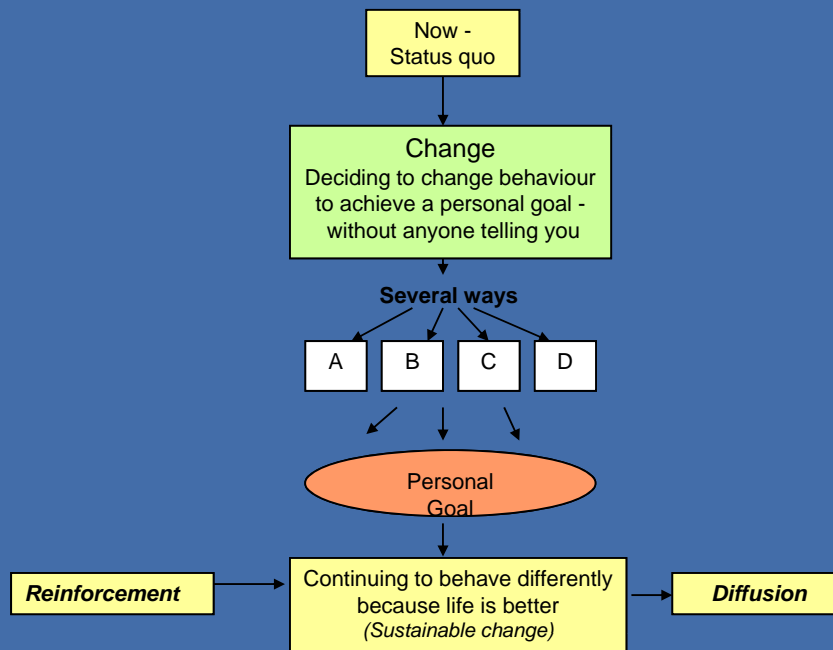 Now -
Status quo
Change
Deciding to change behaviour
to achieve a personal goal -
without anyone telling you
Several ways
A B C D
Personal
Goal
Reinforcement
Continuing to behave differently
because life is better
(Sustainable change)
Diffusion